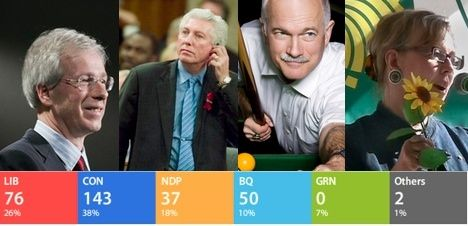 LIB CON NDP BQ GRN Others
76 143 37 50 0 2
26% 38% 18% 10% 7% 1%